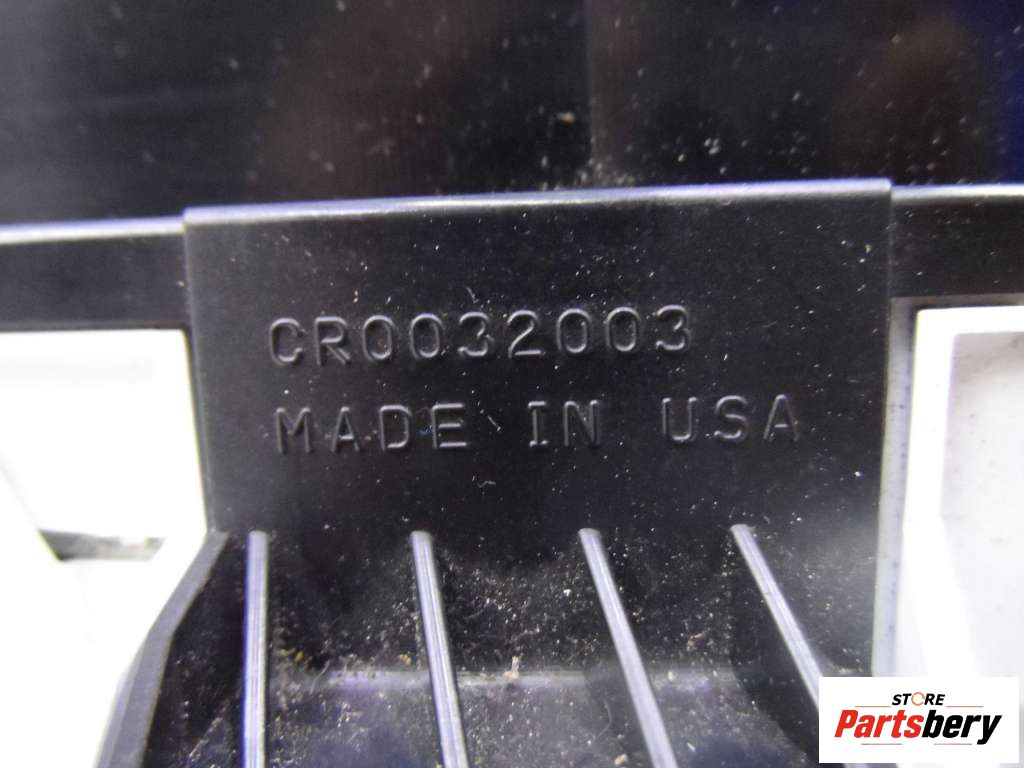 CR0032003
MADE IN USA
STORE
Partsbery